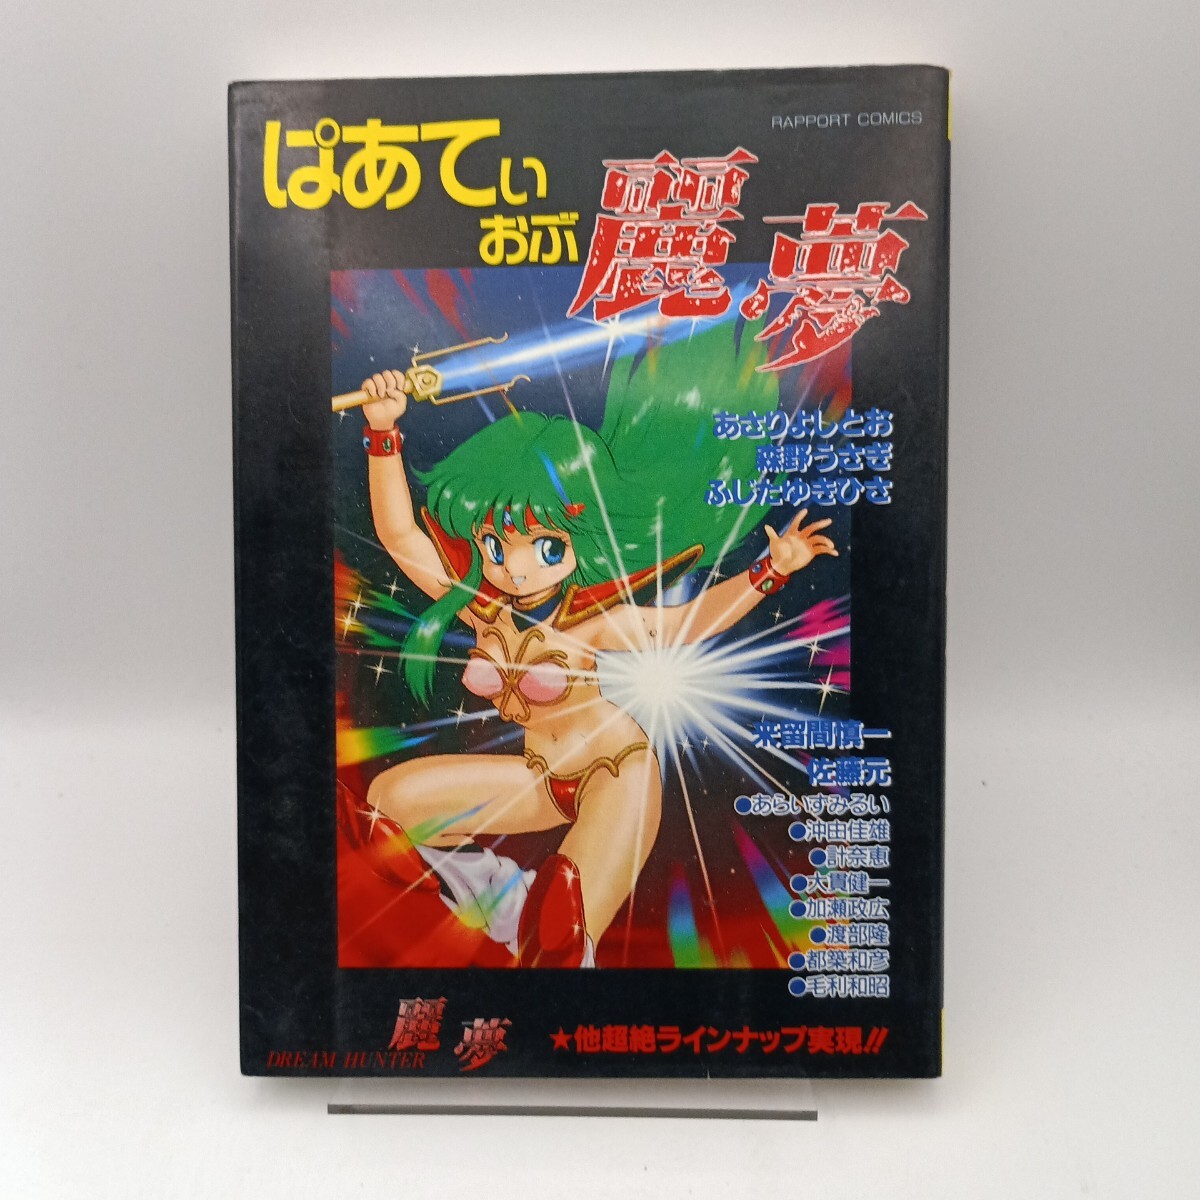 RAPPORT COMICS
ぱあてぃ
おぶ
麗夢
あさりよしとお
森野うさぎ
ふじたゆきひさ
来留間慎一
佐藤元
●あらいずみるい
●沖由佳雄
●計奈恵
●大貫健一
●加瀬政広
●渡部隆
●都築和彦
●毛利和昭
麗夢
DREAM HUNTER
★他超絶ラインナップ実現!!